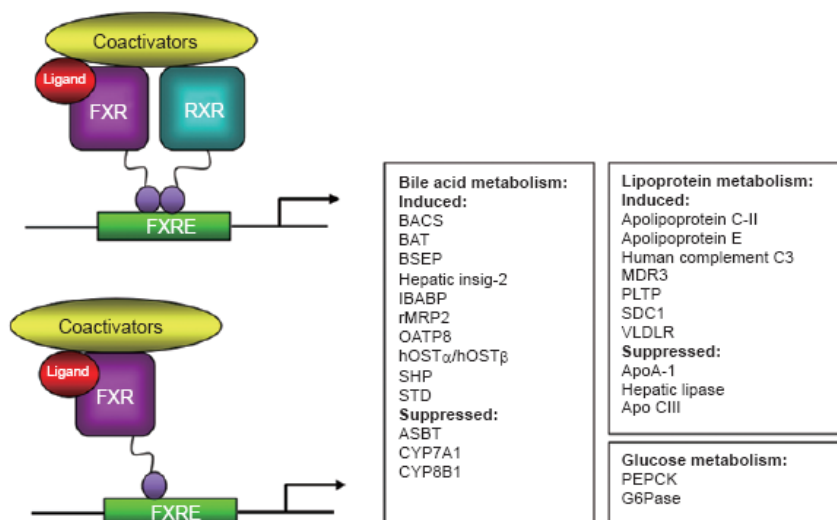 Coactivators
Ligand
FXR
RXR
FXRE
Coactivators
Ligand
FXR
FXRE
Bile acid metabolism:
Induced:
BACS
BAT
BSEP
Hepatic insig-2
IBABP
rMRP2
OATP8
hOSTα/hOSTβ
SHP
STD
Suppressed:
ASBT
CYP7A1
CYP8B1
Lipoprotein metabolism:
Induced:
Apolipoprotein C-II
Apolipoprotein E
Human complement C3
MDR3
PLTP
SDC1
VLDLR
Suppressed:
ApoA-1
Hepatic lipase
Apo CIII
Glucose metabolism:
PEPCK
G6Pase